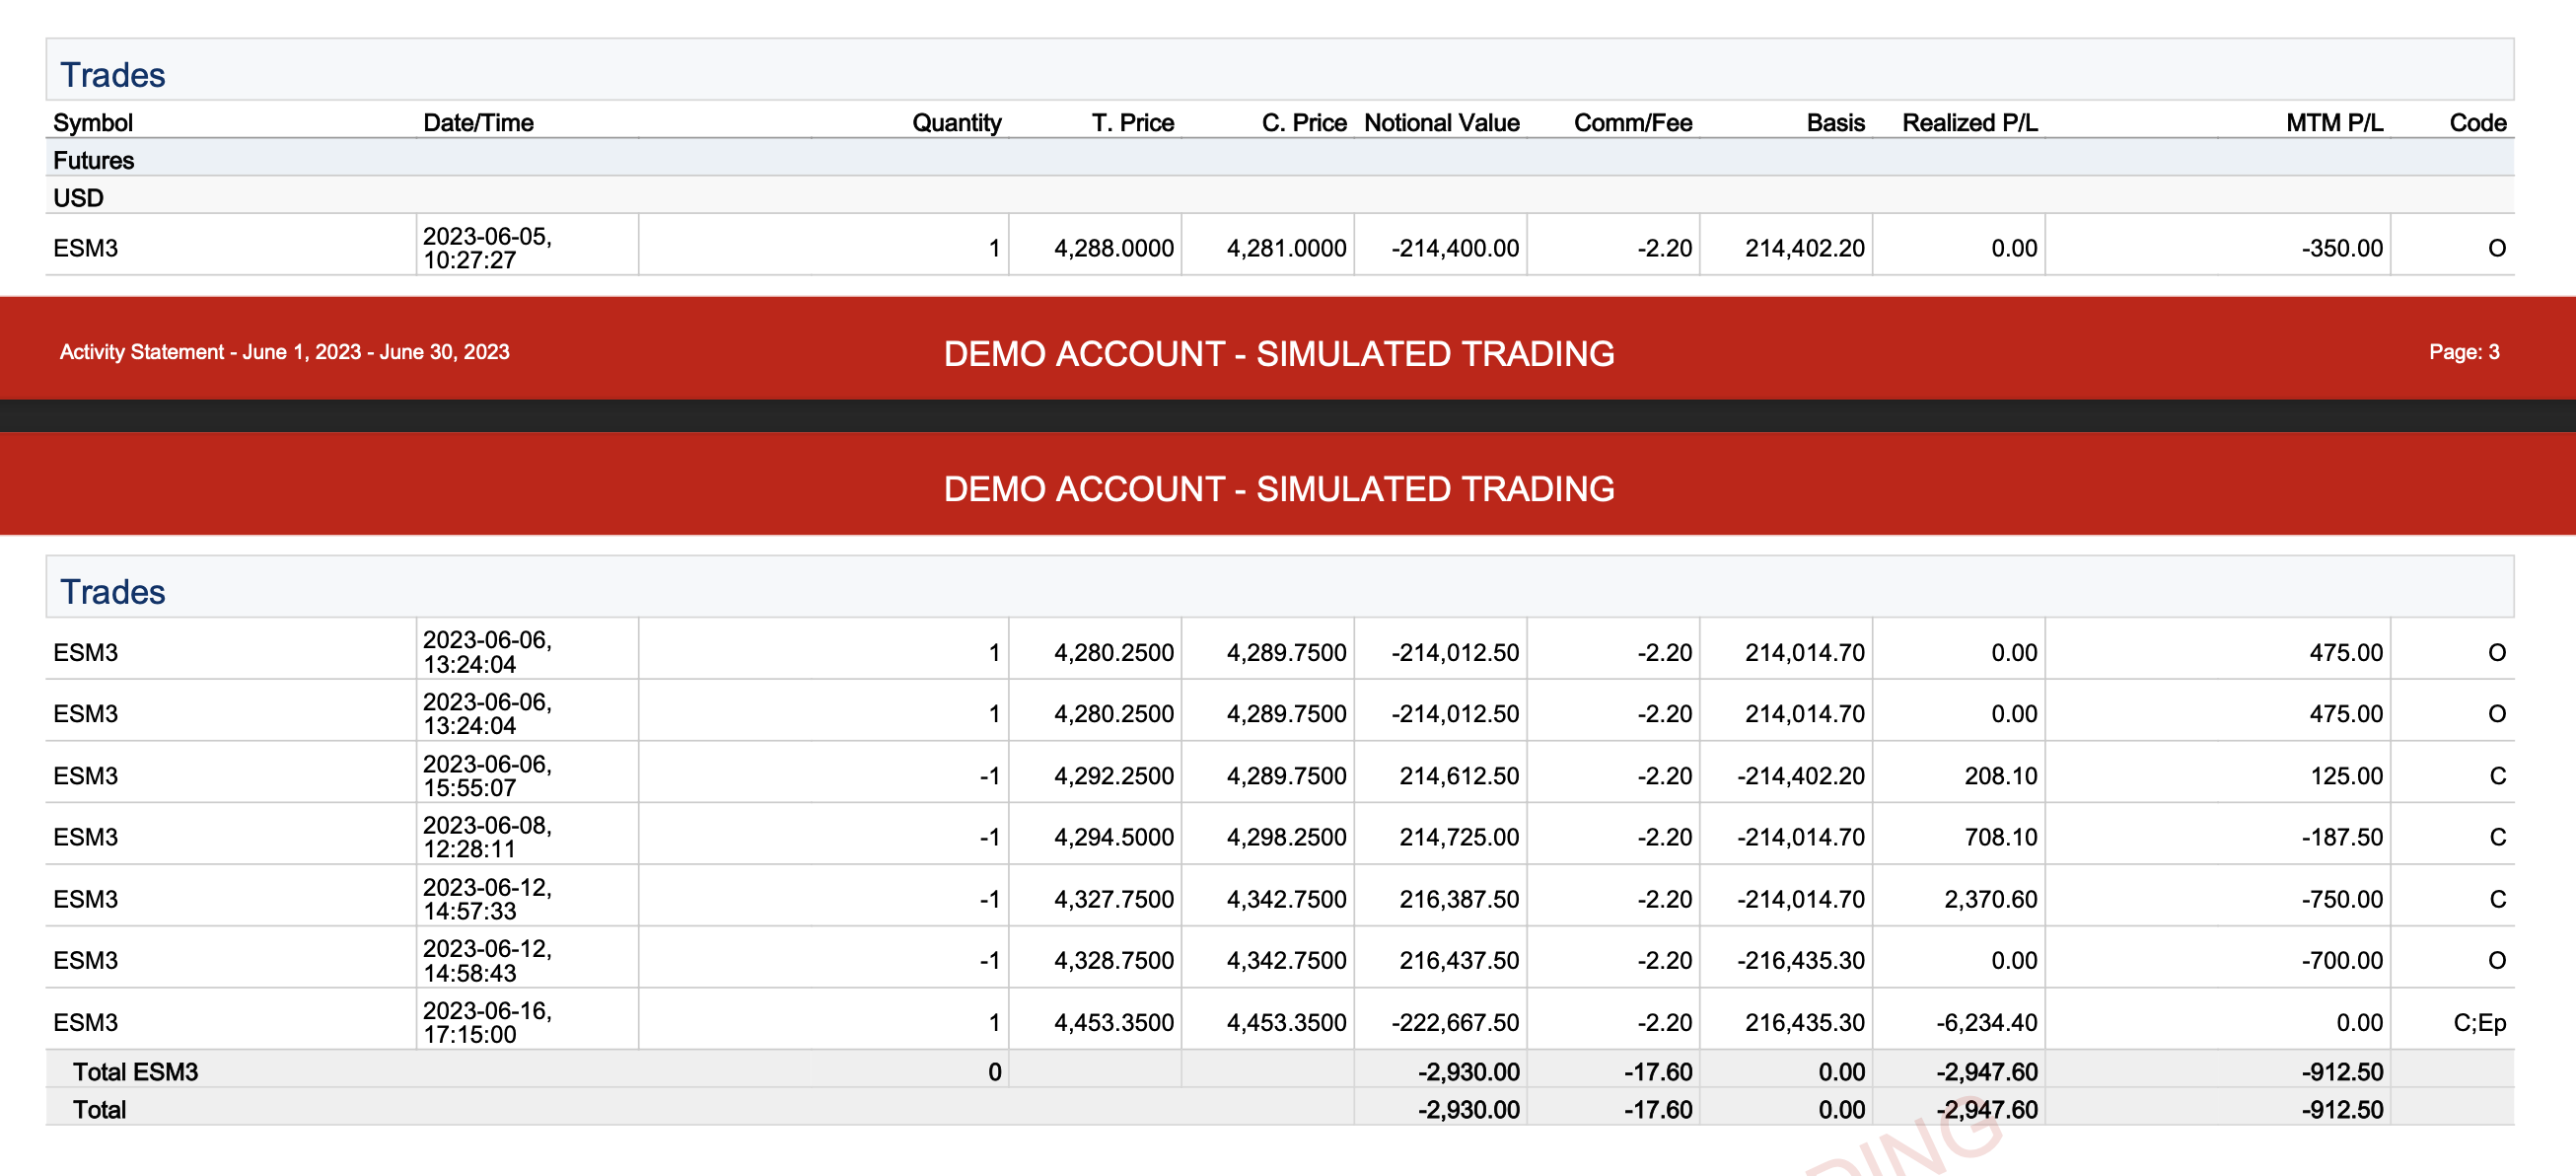 Trades
Symbol Date/Time Quantity T. Price C. Price Notional Value Comm/Fee Basis Realized P/L MTM P/L Code
Futures
USD
ESM3 2023-06-05, 10:27:27 1 4,288.0000 4,281.0000 -214,400.00 -2.20 214,402.20 0.00 -350.00 O
Activity Statement - June 1, 2023 - June 30, 2023 DEMO ACCOUNT - SIMULATED TRADING Page: 3
DEMO ACCOUNT - SIMULATED TRADING
Trades
ESM3 2023-06-06, 13:24:04 1 4,280.2500 4,289.7500 -214,012.50 -2.20 214,014.70 0.00 475.00 O
ESM3 2023-06-06, 13:24:04 1 4,280.2500 4,289.7500 -214,012.50 -2.20 214,014.70 0.00 475.00 O
ESM3 2023-06-06, 15:55:07 -1 4,292.2500 4,289.7500 214,612.50 -2.20 -214,402.20 208.10 125.00 C
ESM3 2023-06-08, 12:28:11 -1 4,294.5000 4,298.2500 214,725.00 -2.20 -214,014.70 708.10 -187.50 C
ESM3 2023-06-12, 14:57:33 -1 4,327.7500 4,342.7500 216,387.50 -2.20 -214,014.70 2,370.60 -750.00 C
ESM3 2023-06-12, 14:58:43 -1 4,328.7500 4,342.7500 216,437.50 -2.20 -216,435.30 0.00 -700.00 O
ESM3 2023-06-16, 17:15:00 1 4,453.3500 4,453.3500 -222,667.50 -2.20 216,435.30 -6,234.40 0.00 C;Ep
Total ESM3 0 -2,930.00 -17.60 0.00 -2,947.60 -912.50
Total -2,930.00 -17.60 0.00 -2,947.60 -912.50